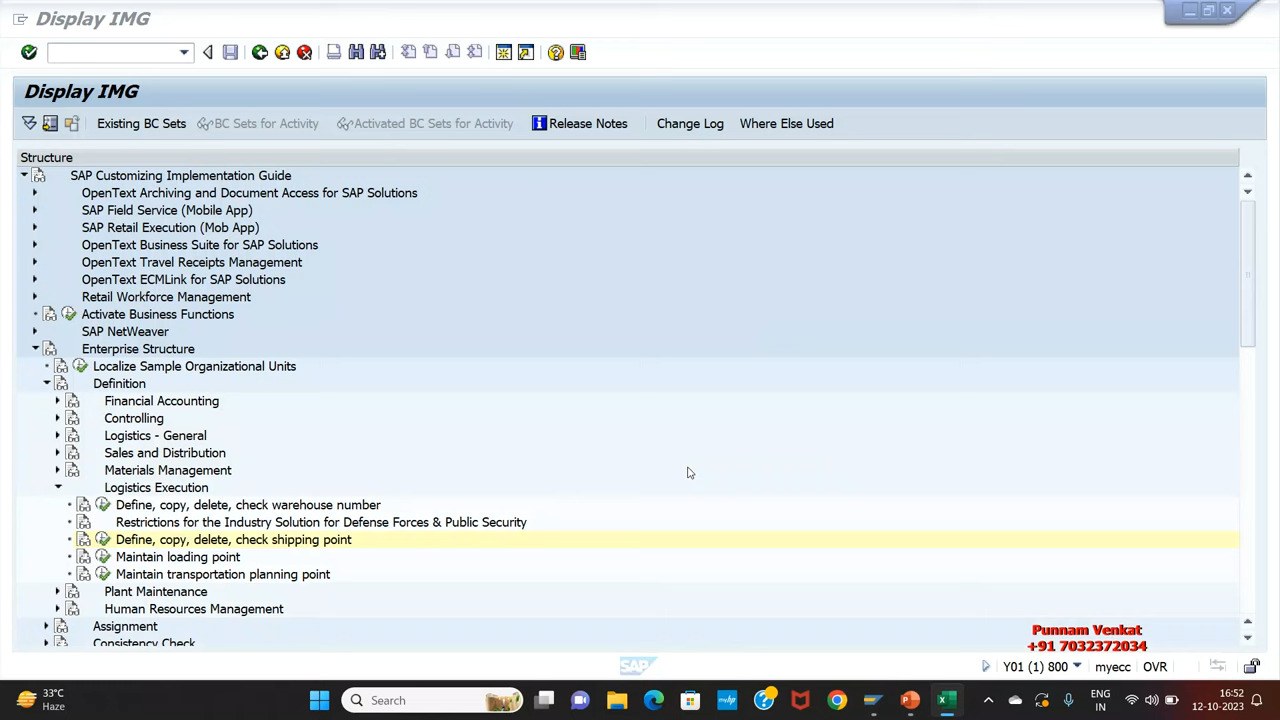 Display IMG
Display IMG
Existing BC Sets BC Sets for Activity Activated BC Sets for Activity Release Notes Change Log Where Else Used
Structure
SAP Customizing Implementation Guide
OpenText Archiving and Document Access for SAP Solutions
SAP Field Service (Mobile App)
SAP Retail Execution (Mob App)
OpenText Business Suite for SAP Solutions
OpenText Travel Receipts Management
OpenText ECMLink for SAP Solutions
Retail Workforce Management
Activate Business Functions
SAP NetWeaver
Enterprise Structure
Localize Sample Organizational Units
Definition
Financial Accounting
Controlling
Logistics - General
Sales and Distribution
Materials Management
Logistics Execution
Define, copy, delete, check warehouse number
Restrictions for the Industry Solution for Defense Forces & Public Security
Define, copy, delete, check shipping point
Maintain loading point
Maintain transportation planning point
Plant Maintenance
Human Resources Management
Assignment
Consistency Check
Punnam Venkat
+91 7032372034
SAP Y01 (1) 800 myecc OVR
33°C
Haze
Search
ENG
IN
16:52
12-10-2023